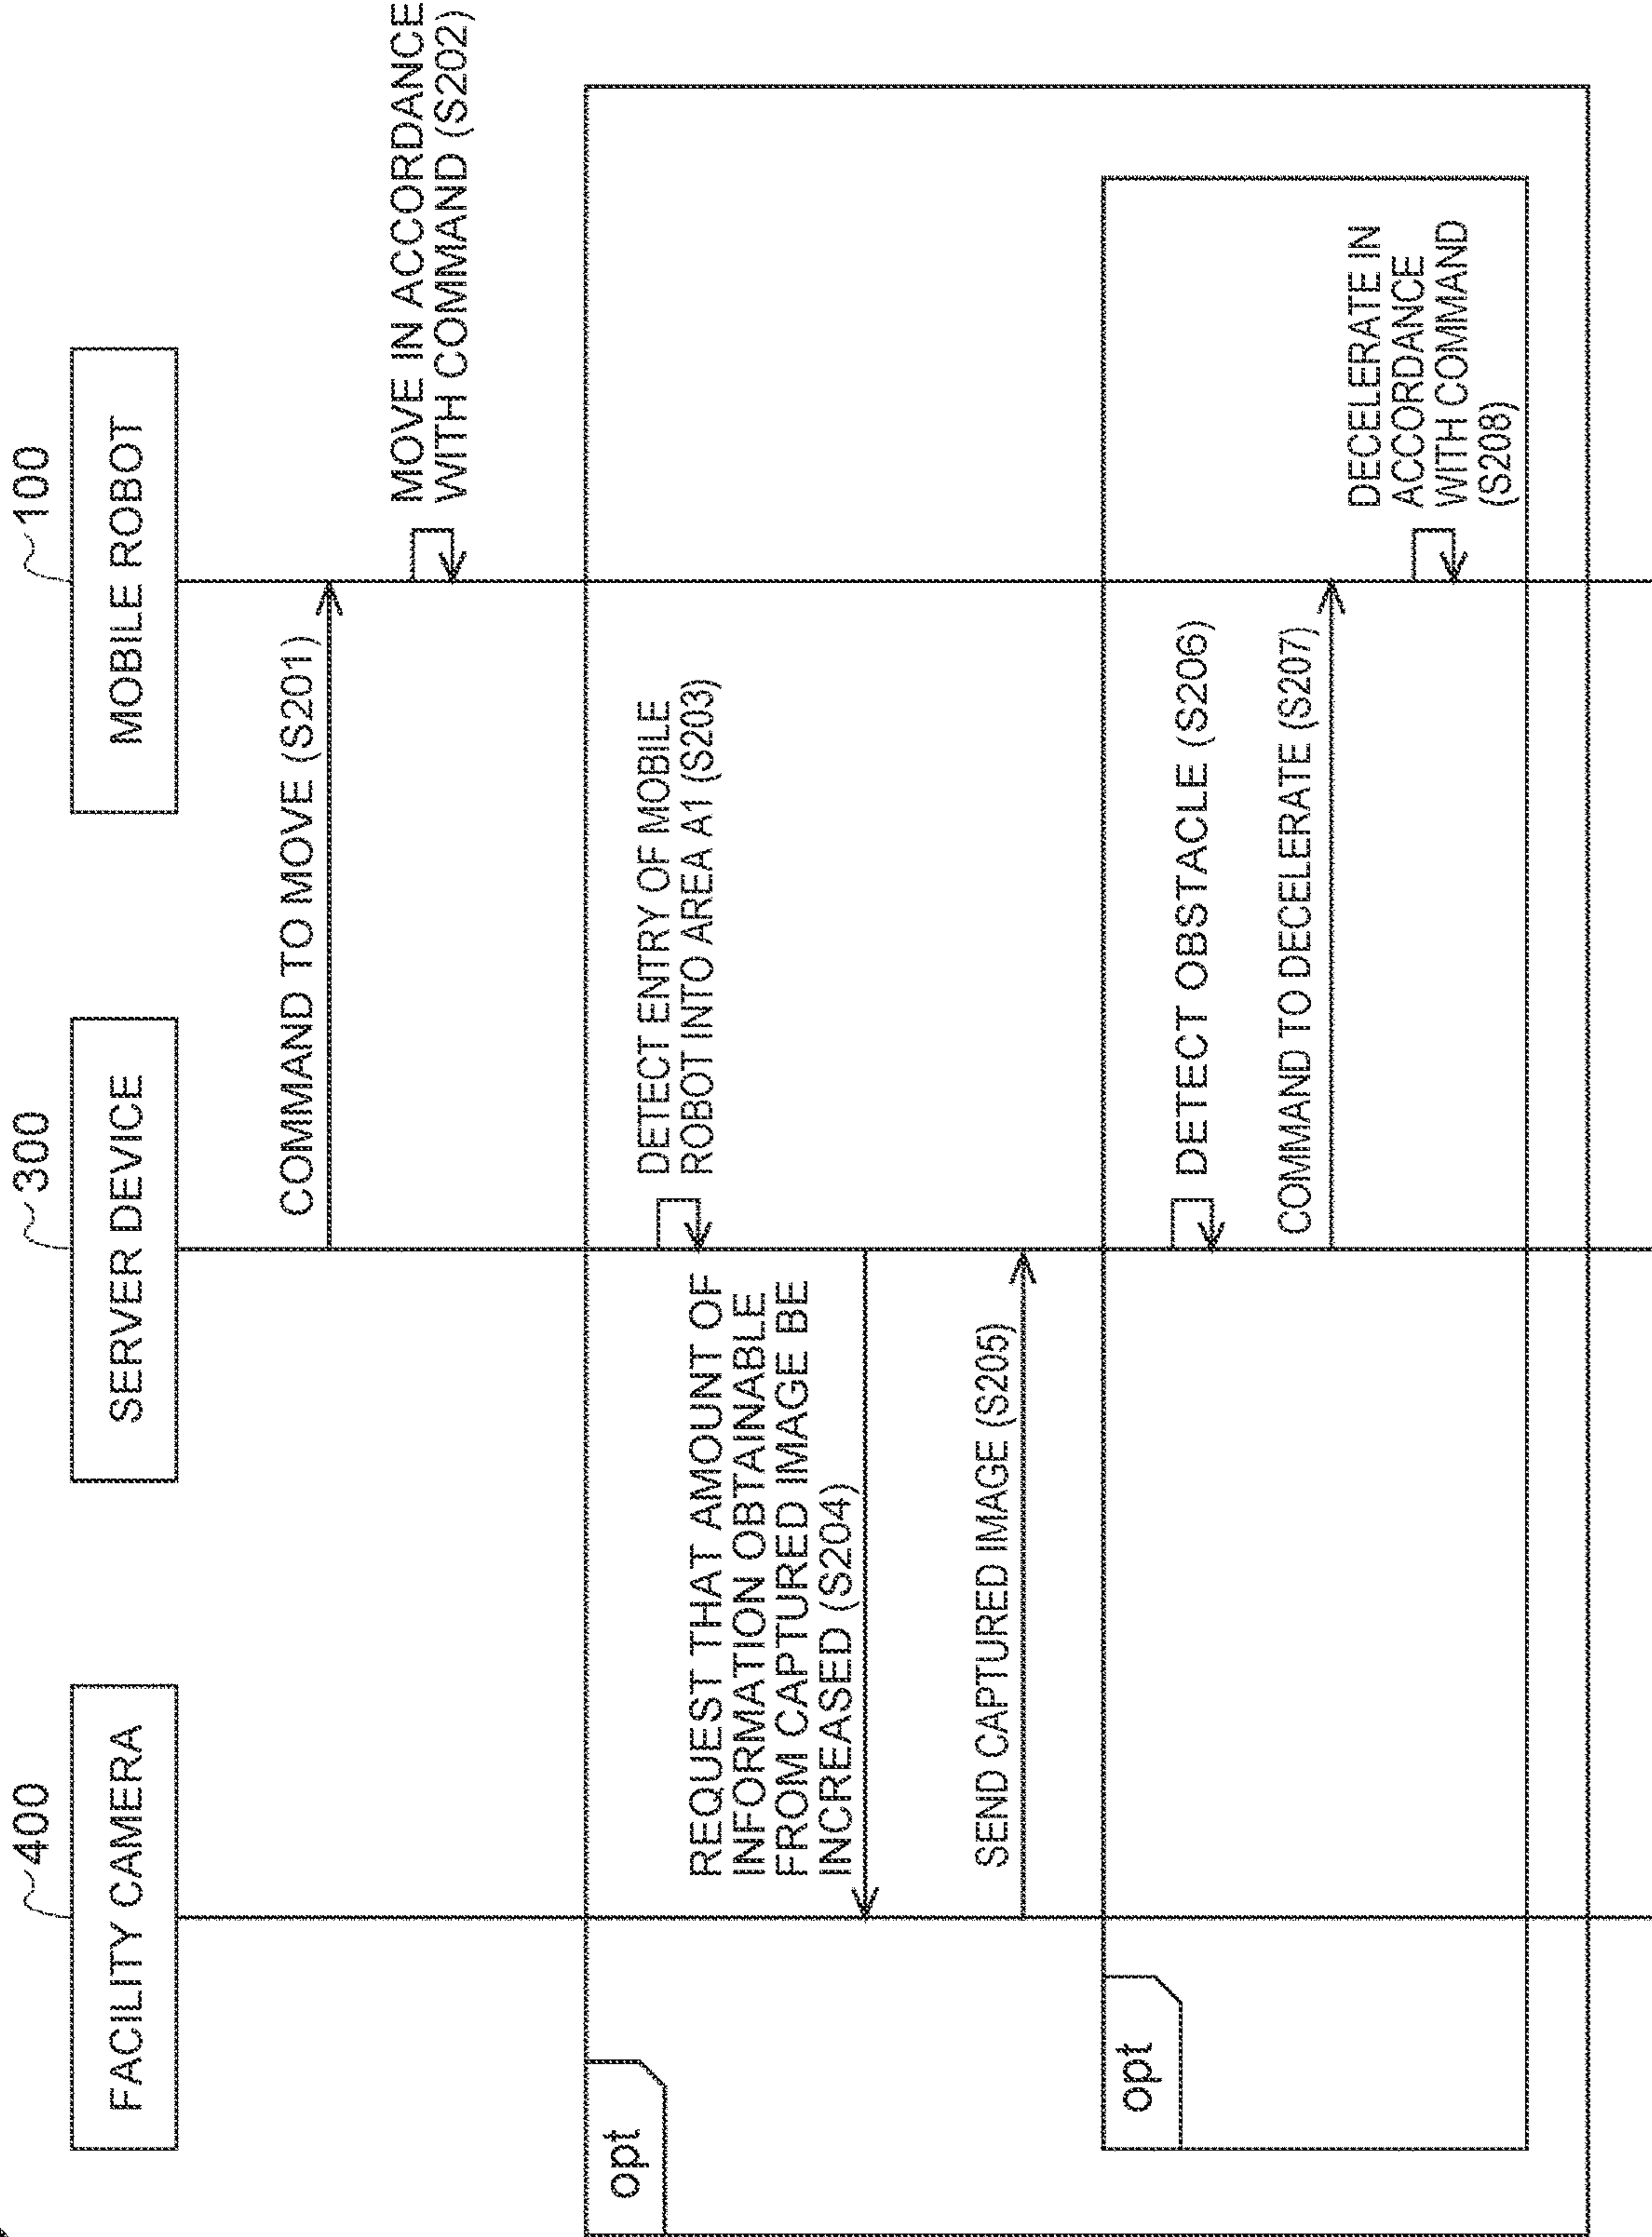 400
300
100
FACILITY CAMERA
SERVER DEVICE
MOBILE ROBOT
COMMAND TO MOVE (S201)
MOVE IN ACCORDANCE
WITH COMMAND (S202)
opt
DETECT ENTRY OF MOBILE
ROBOT INTO AREA A1 (S203)
REQUEST THAT AMOUNT OF
INFORMATION OBTAINABLE
FROM CAPTURED IMAGE BE
INCREASED (S204)
SEND CAPTURED IMAGE (S205)
opt
DETECT OBSTACLE (S206)
COMMAND TO DECELERATE (S207)
DECELERATE IN
ACCORDANCE
WITH COMMAND
(S208)